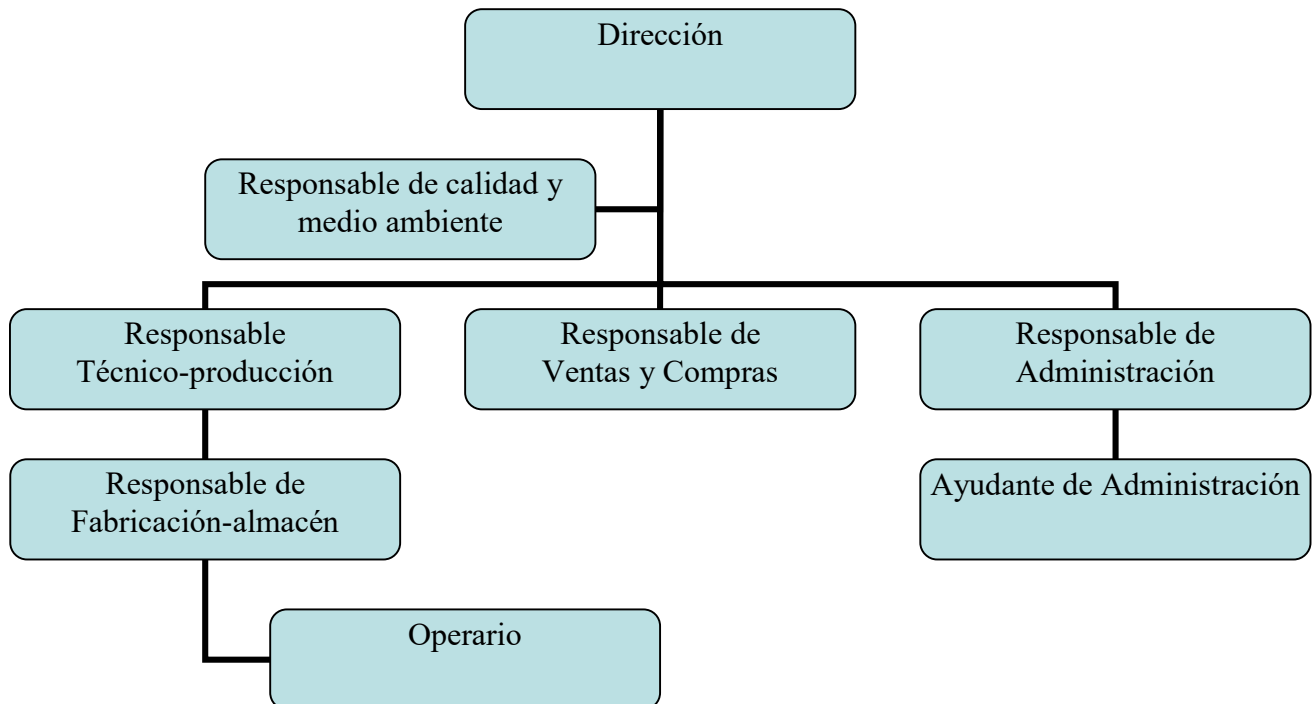 Dirección
Responsable de calidad y
medio ambiente
Responsable
Técnico-producción
Responsable de
Ventas y Compras
Responsable de
Administración
Responsable de
Fabricación-almacén
Ayudante de Administración
Operario